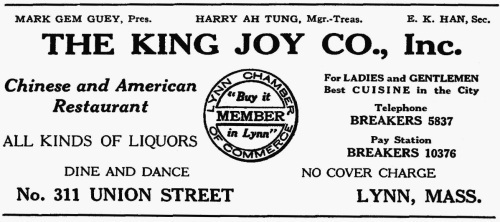 MARK GEM GUEY, Pres. HARRY AH TUNG, Mgr.-Treas. E. K. HAN, Sec.
THE KING JOY CO., Inc.
Chinese and American
Restaurant
ALL KINDS OF LIQUORS
LYNN CHAMBER
"Buy it
MEMBER
in Lynn"
OF COMMERCE
For LADIES and GENTLEMEN
Best CUISINE in the City
Telephone
BREAKERS 5837
Pay Station
BREAKERS 10376
DINE AND DANCE NO COVER CHARGE
No. 311 UNION STREET LYNN, MASS.